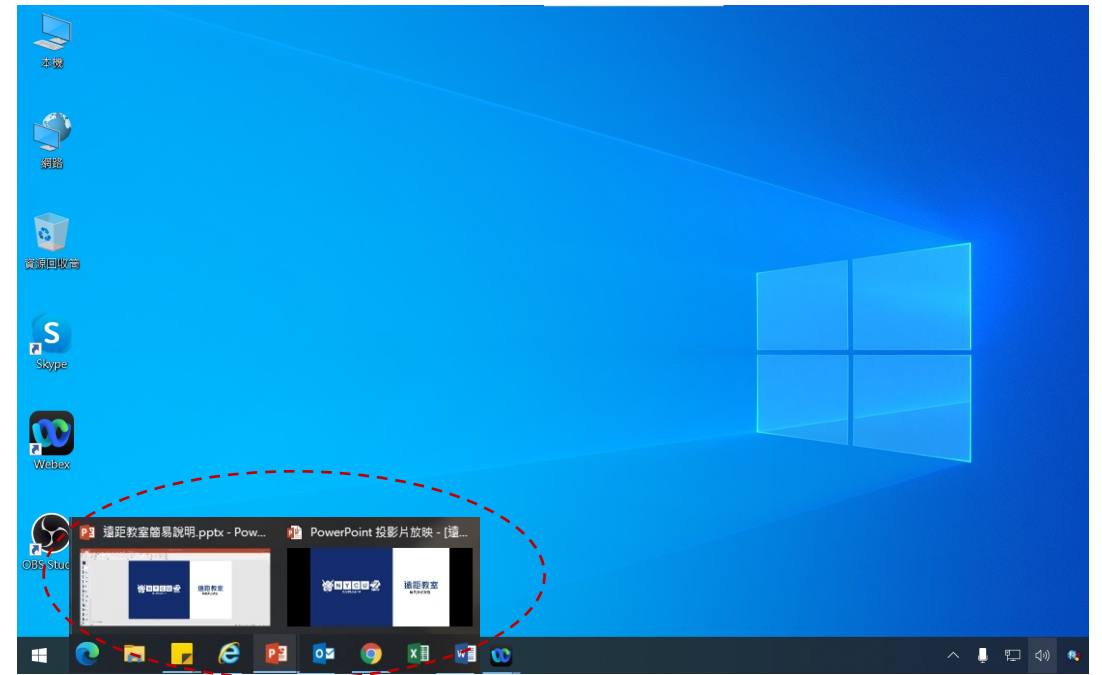 本機
網路
資源回收筒
S
Skype
Webex
OBS Stud
遠距教室簡易說明.pptx - Pow...
PowerPoint 投影片放映 - [遠...
NYCU
遠距教室
NYCU
遠距教室